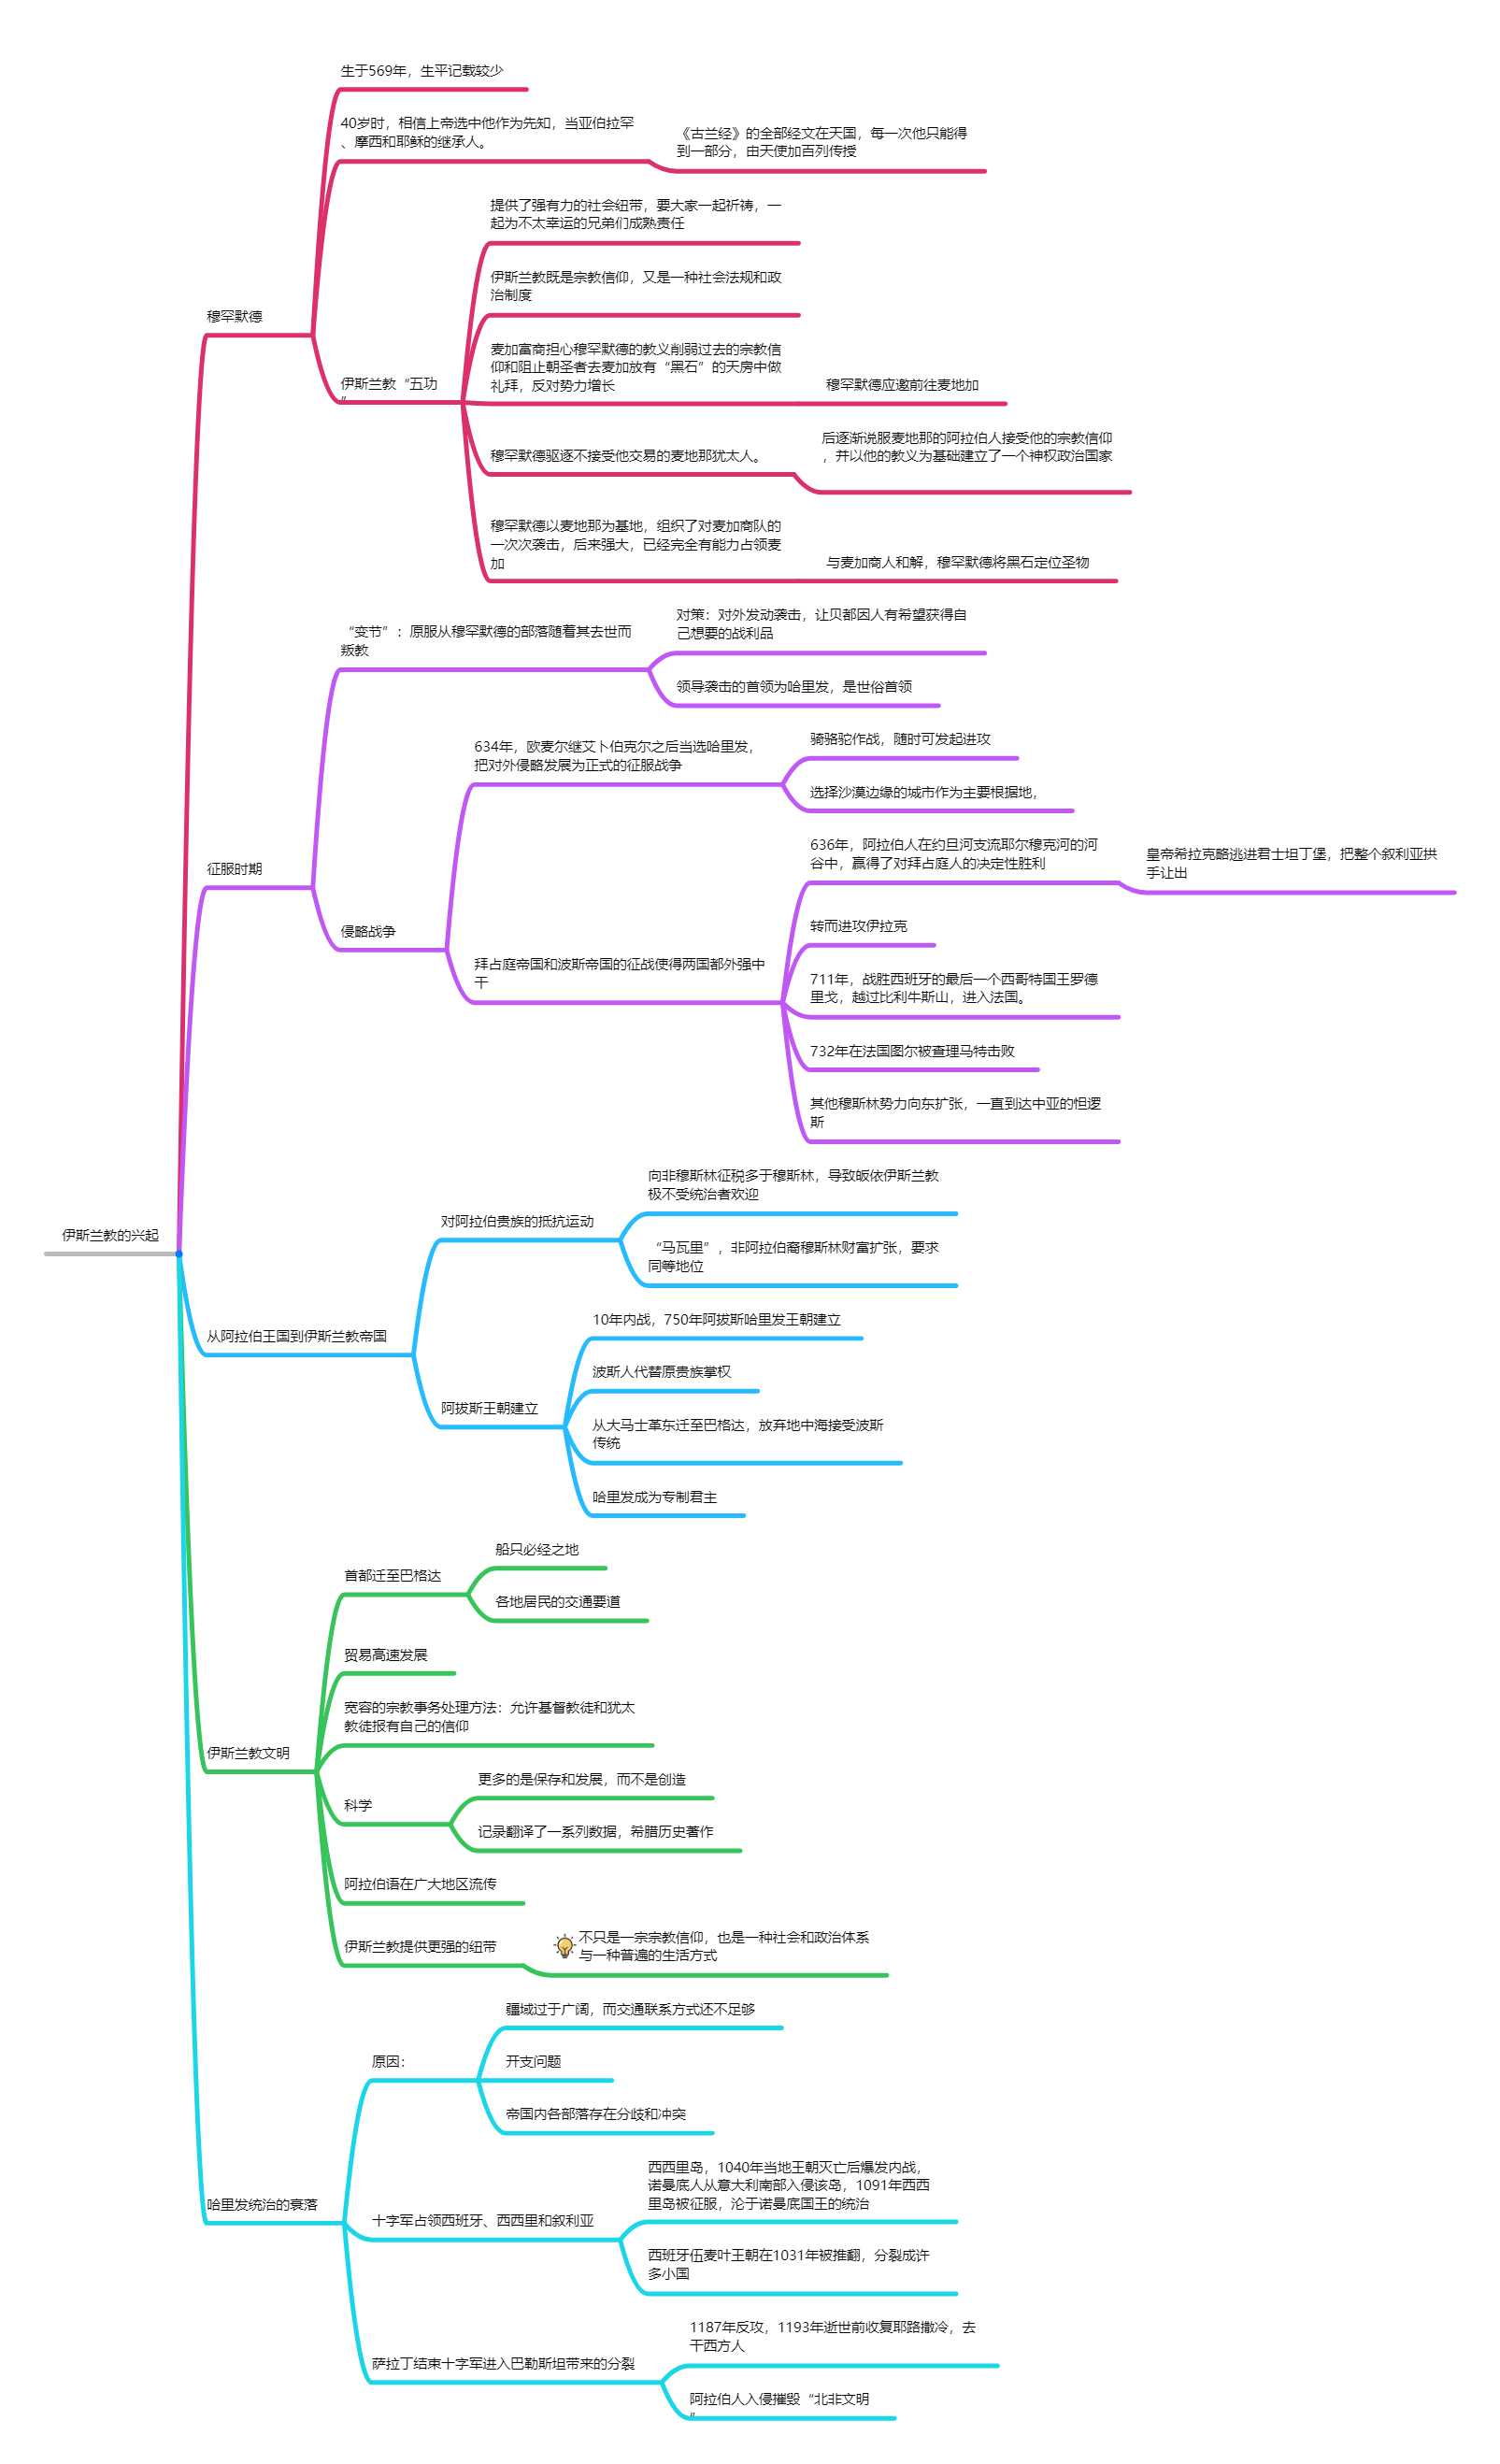 生于569年，生平记载较少
40岁时，相信上帝选中他作为先知，当亚伯拉罕
、摩西和耶稣的继承人。
《古兰经》的全部经文在天国，每一次他只能得
到一部分，由天使加百列传授
提供了强有力的社会纽带，要大家一起祈祷，一
起为不太幸运的兄弟们成熟责任
伊斯兰教既是宗教信仰，又是一种社会法规和政
治制度
穆罕默德
麦加富商担心穆罕默德的教义削弱过去的宗教信
仰和阻止朝圣者去麦加放有“黑石”的天房中做
礼拜，反对势力增长
穆罕默德应邀前往麦地加
伊斯兰教“五功
”
穆罕默德驱逐不接受他交易的麦地那犹太人。
后逐渐说服麦地那的阿拉伯人接受他的宗教信仰
，并以他的教义为基础建立了一个神权政治国家
穆罕默德以麦地那为基地，组织了对麦加商队的
一次次袭击，后来强大，已经完全有能力占领麦
加
与麦加商人和解，穆罕默德将黑石定位圣物
“变节”：原服从穆罕默德的部落随着其去世而
叛教
对策：对外发动袭击，让贝都因人有希望获得自
己想要的战利品
领导袭击的首领为哈里发，是世俗首领
634年，欧麦尔继艾卜伯克尔之后当选哈里发，
把对外侵略发展为正式的征服战争
骑骆驼作战，随时可发起进攻
选择沙漠边缘的城市作为主要根据地，
征服时期
636年，阿拉伯人在约旦河支流耶尔穆克河的河
谷中，赢得了对拜占庭人的决定性胜利
皇帝希拉克略逃进君士坦丁堡，把整个叙利亚拱
手让出
侵略战争
转而进攻伊拉克
拜占庭帝国和波斯帝国的征战使得两国都外强中
干
711年，战胜西班牙的最后一个西哥特国王罗德
里戈，越过比利牛斯山，进入法国。
732年在法国图尔被查理马特击败
其他穆斯林势力向东扩张，一直到达中亚的怛逻
斯
伊斯兰教的兴起
对阿拉伯贵族的抵抗运动
向非穆斯林征税多于穆斯林，导致皈依伊斯兰教
极不受统治者欢迎
“马瓦里”，非阿拉伯裔穆斯林财富扩张，要求
同等地位
从阿拉伯王国到伊斯兰教帝国
10年内战，750年阿拔斯哈里发王朝建立
波斯人代替原贵族掌权
阿拔斯王朝建立
从大马士革东迁至巴格达，放弃地中海接受波斯
传统
哈里发成为专制君主
首都迁至巴格达
船只必经之地
各地居民的交通要道
贸易高速发展
宽容的宗教事务处理方法：允许基督教徒和犹太
教徒报有自己的信仰
伊斯兰教文明
科学
更多的是保存和发展，而不是创造
记录翻译了一系列数据，希腊历史著作
阿拉伯语在广大地区流传
伊斯兰教提供更强的纽带
不只是一宗宗教信仰，也是一种社会和政治体系
与一种普遍的生活方式
原因：
疆域过于广阔，而交通联系方式还不足够
开支问题
帝国内各部落存在分歧和冲突
哈里发统治的衰落
十字军占领西班牙、西西里和叙利亚
西西里岛，1040年当地王朝灭亡后爆发内战，
诺曼底人从意大利南部入侵该岛，1091年西西
里岛被征服，沦于诺曼底国王的统治
西班牙伍麦叶王朝在1031年被推翻，分裂成许
多小国
萨拉丁结束十字军进入巴勒斯坦带来的分裂
1187年反攻，1193年逝世前收复耶路撒冷，去
干西方人
阿拉伯人入侵摧毁“北非文明
”